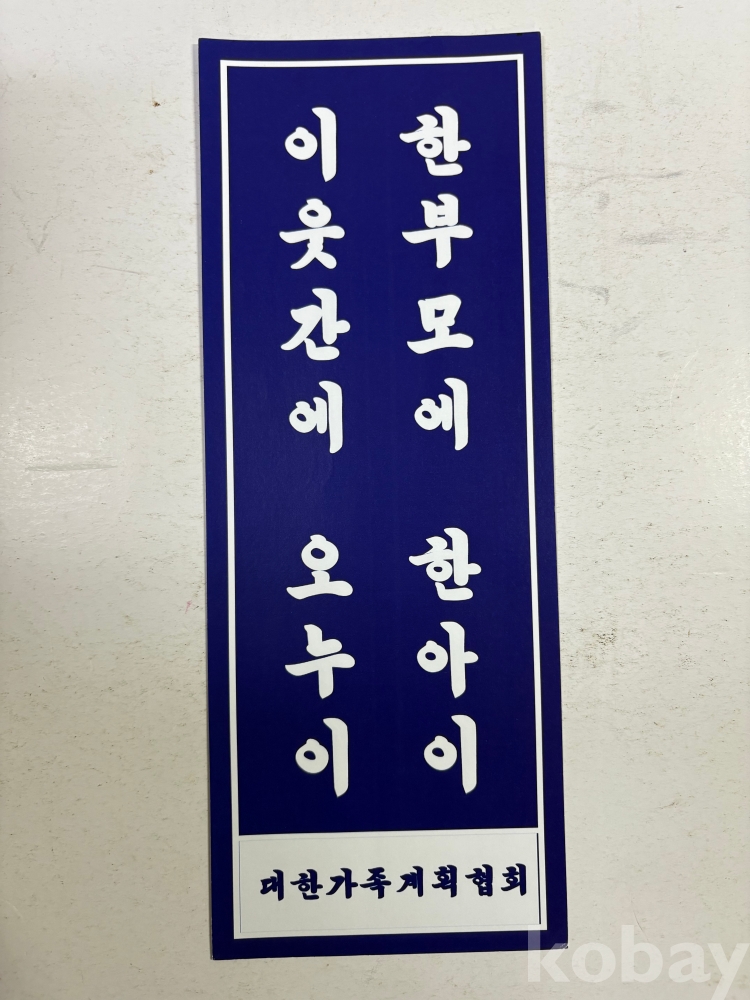 한부모에 한아이
이웃간에 오누이
대한가족계획협회
kobay